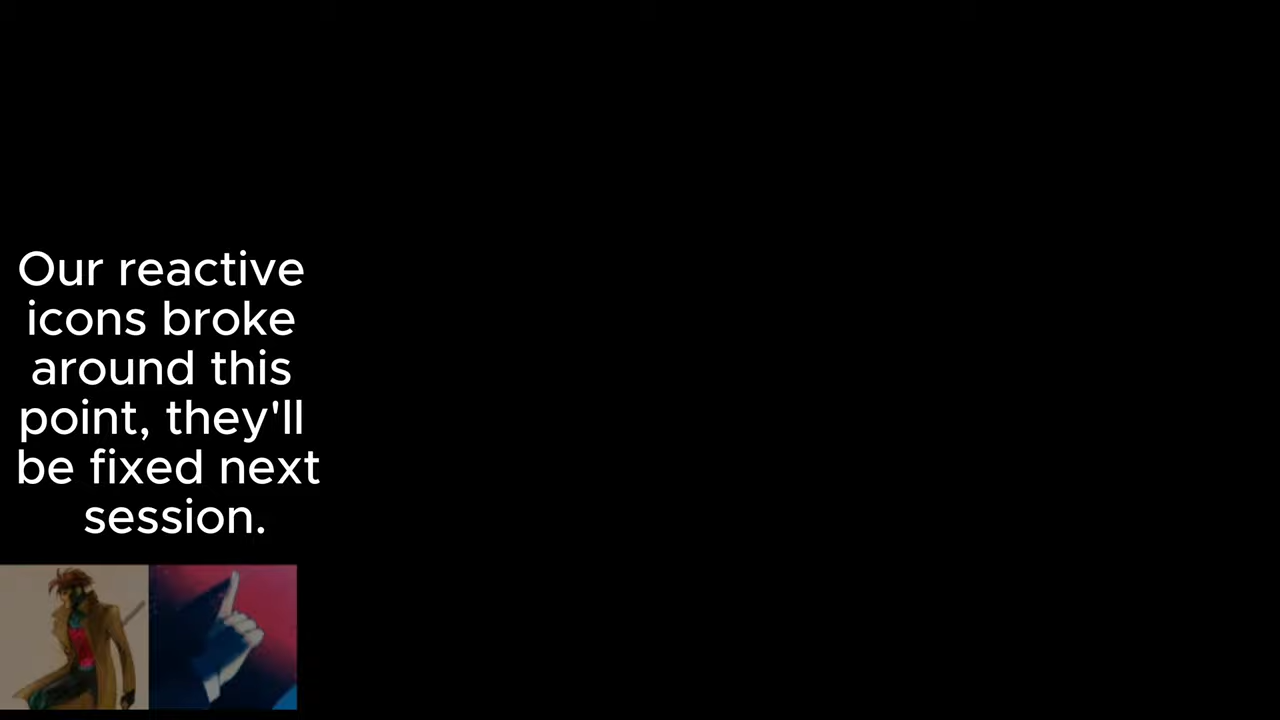 Our reactive
icons broke
around this
point, they'll
be fixed next
session.